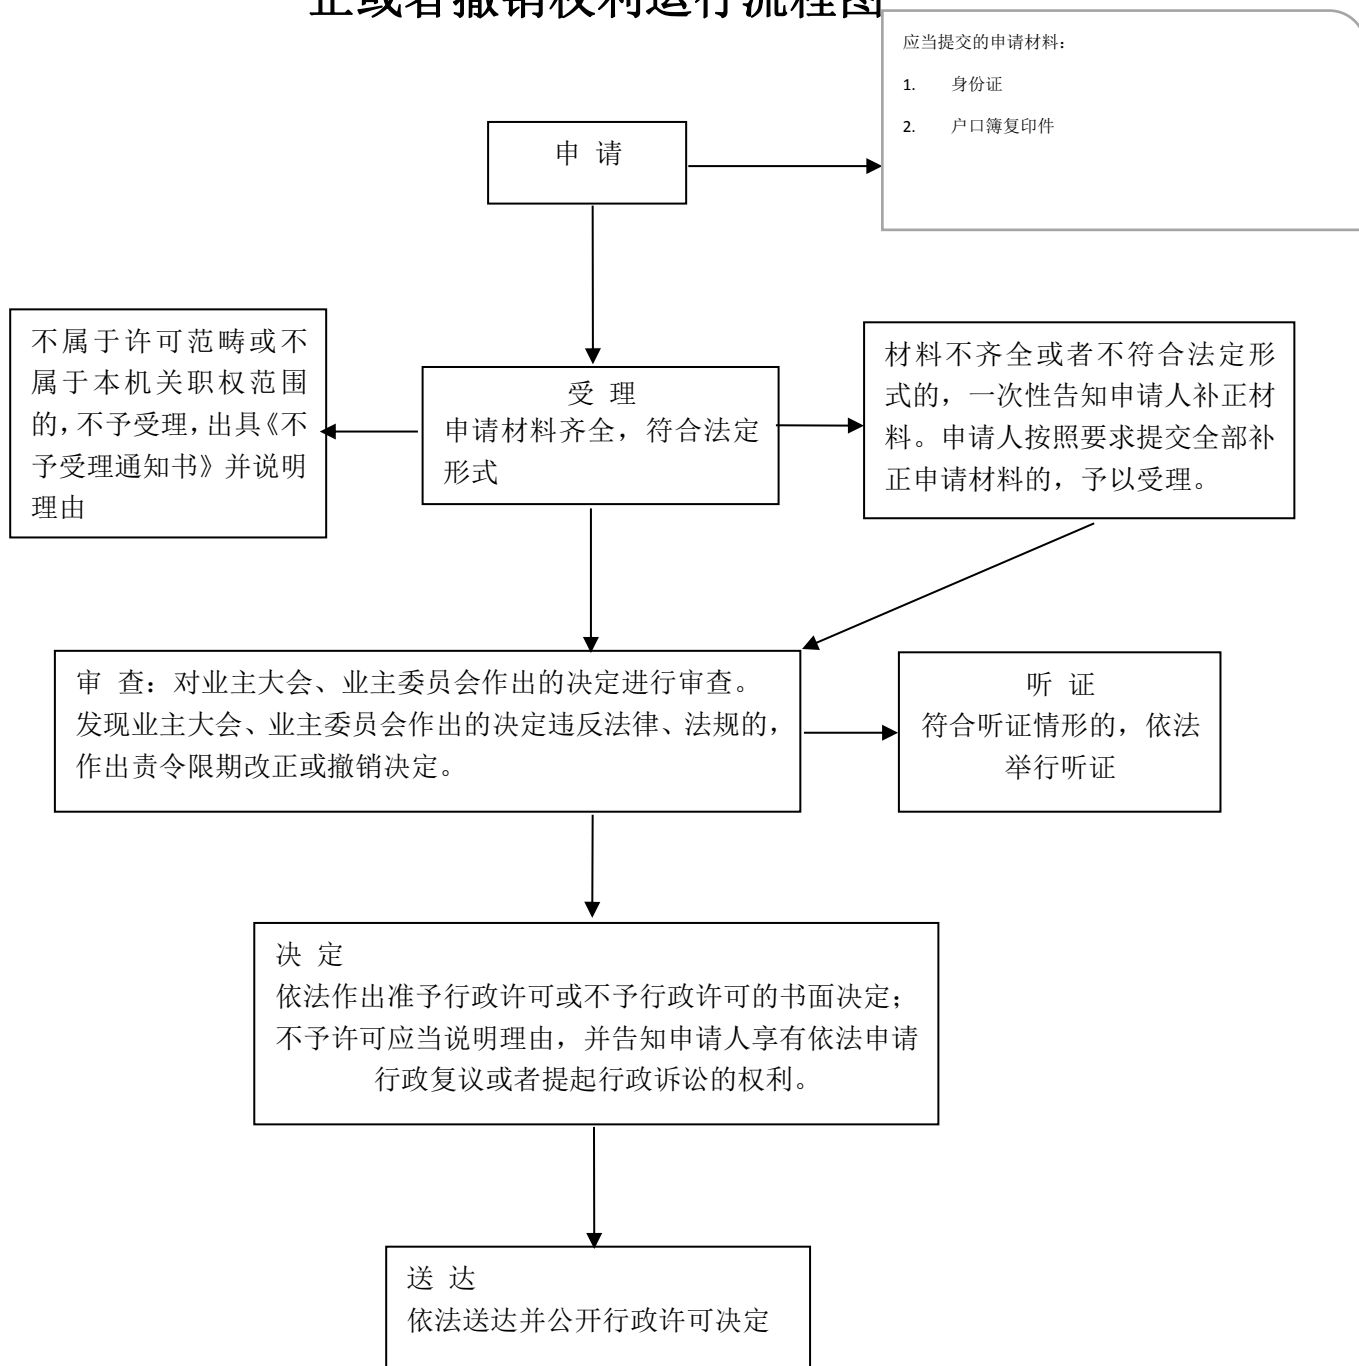 正或者撤销权利运行流程图
应当提交的申请材料：
1. 身份证
2. 户口簿复印件
申 请
不属于许可范畴或不
属于本机关职权范围
的，不予受理，出具《不
予受理通知书》并说明
理由
受 理
申请材料齐全，符合法定
形式
材料不齐全或者不符合法定形
式的，一次性告知申请人补正材
料。申请人按照要求提交全部补
正申请材料的，予以受理。
审 查：对业主大会、业主委员会作出的决定进行审查。
发现业主大会、业主委员会作出的决定违反法律、法规的，
作出责令限期改正或撤销决定。
听 证
符合听证情形的，依法
举行听证
决 定
依法作出准予行政许可或不予行政许可的书面决定；
不予许可应当说明理由，并告知申请人享有依法申请
行政复议或者提起行政诉讼的权利。
送 达
依法送达并公开行政许可决定